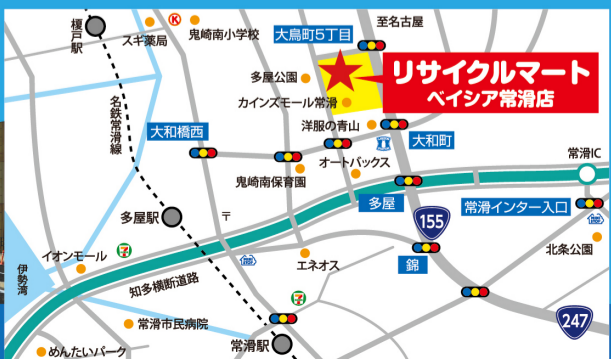 榎戸駅
スギ薬局
K
鬼崎南小学校
大鳥町5丁目
至名古屋
多屋公園
リサイクルマート
ベイシア常滑店
カインズモール常滑
名鉄常滑線
大和橋西
洋服の青山
大和町
オートバックス
鬼崎南保育園
常滑IC
多屋
常滑インター入口
多屋駅
〒
155
北条公園
イオンモール
7
伊勢湾
知多横断道路
エネオス
錦
7
247
常滑市民病院
めんたいパーク
常滑駅